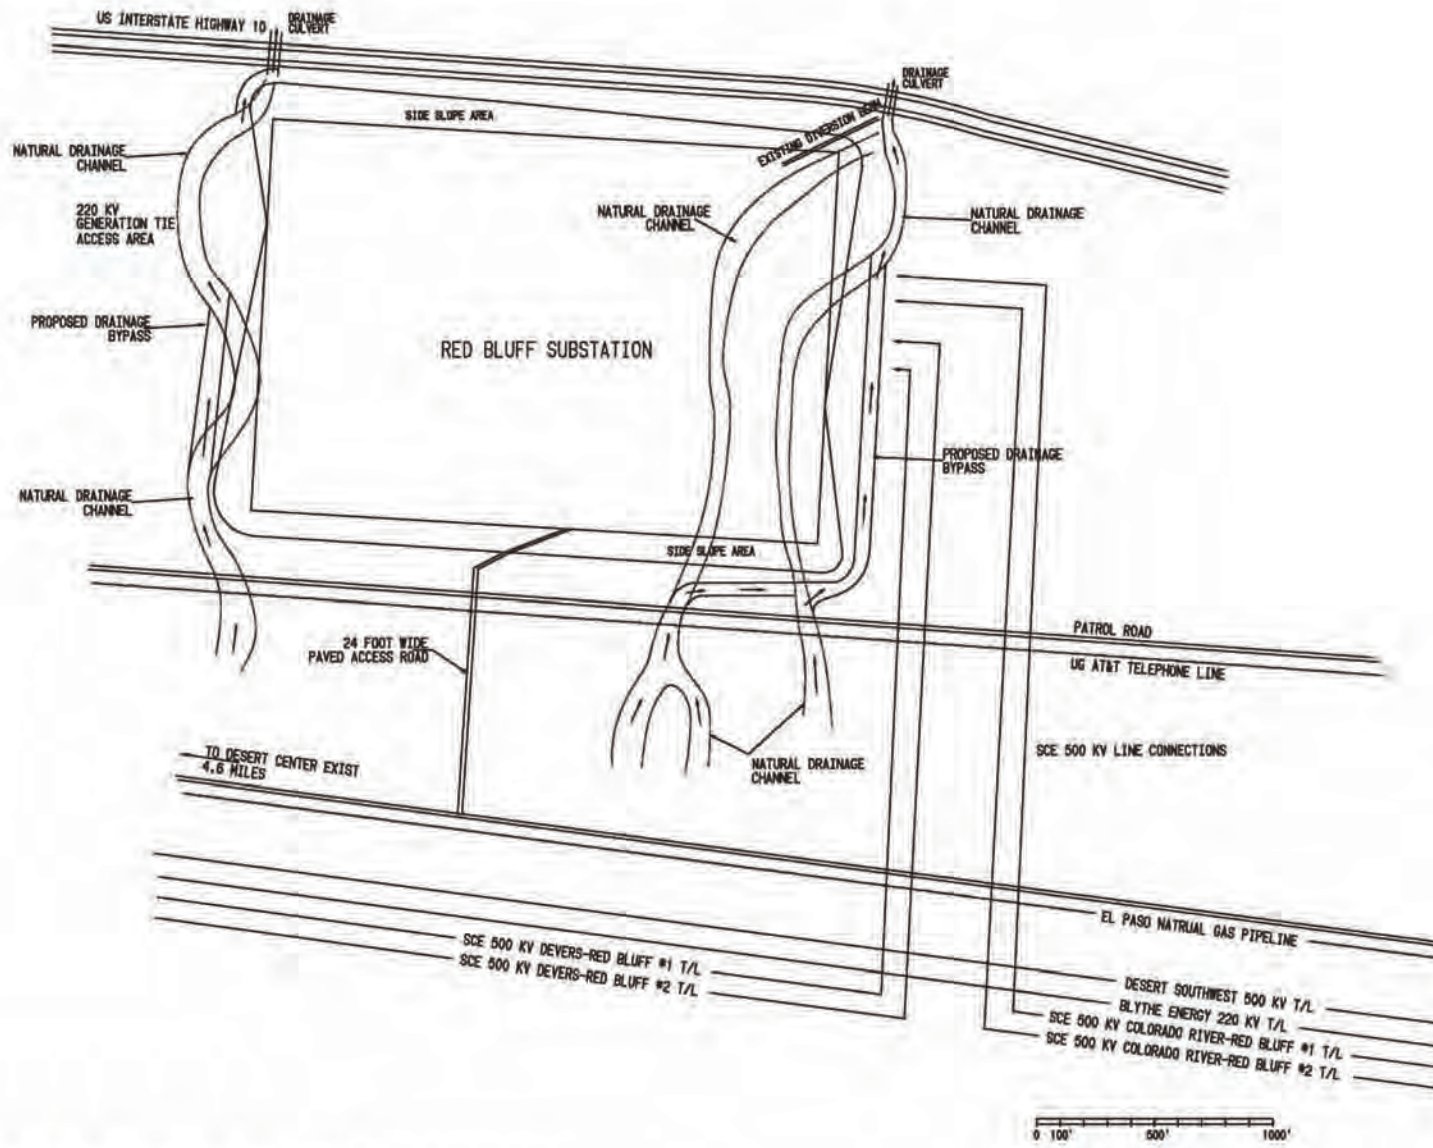 US INTERSTATE HIGHWAY 10
DRAINAGE
CULVERT
DRAINAGE
CULVERT
SIDE SLOPE AREA
EXISTING DIVERSION BERM
NATURAL DRAINAGE
CHANNEL
220 KV
GENERATION TIE
ACCESS AREA
NATURAL DRAINAGE
CHANNEL
NATURAL DRAINAGE
CHANNEL
PROPOSED DRAINAGE
BYPASS
RED BLUFF SUBSTATION
PROPOSED DRAINAGE
BYPASS
NATURAL DRAINAGE
CHANNEL
SIDE SLOPE AREA
24 FOOT WIDE
PAVED ACCESS ROAD
PATROL ROAD
UG AT&T TELEPHONE LINE
TO DESERT CENTER EXIST
4.6 MILES
NATURAL DRAINAGE
CHANNEL
SCE 500 KV LINE CONNECTIONS
EL PASO NATRUAL GAS PIPELINE
SCE 500 KV DEVERS-RED BLUFF #1 T/L
SCE 500 KV DEVERS-RED BLUFF #2 T/L
DESERT SOUTHWEST 500 KV T/L
BLYTHE ENERGY 220 KV T/L
SCE 500 KV COLORADO RIVER-RED BLUFF #1 T/L
SCE 500 KV COLORADO RIVER-RED BLUFF #2 T/L
0 100' 500' 1000'